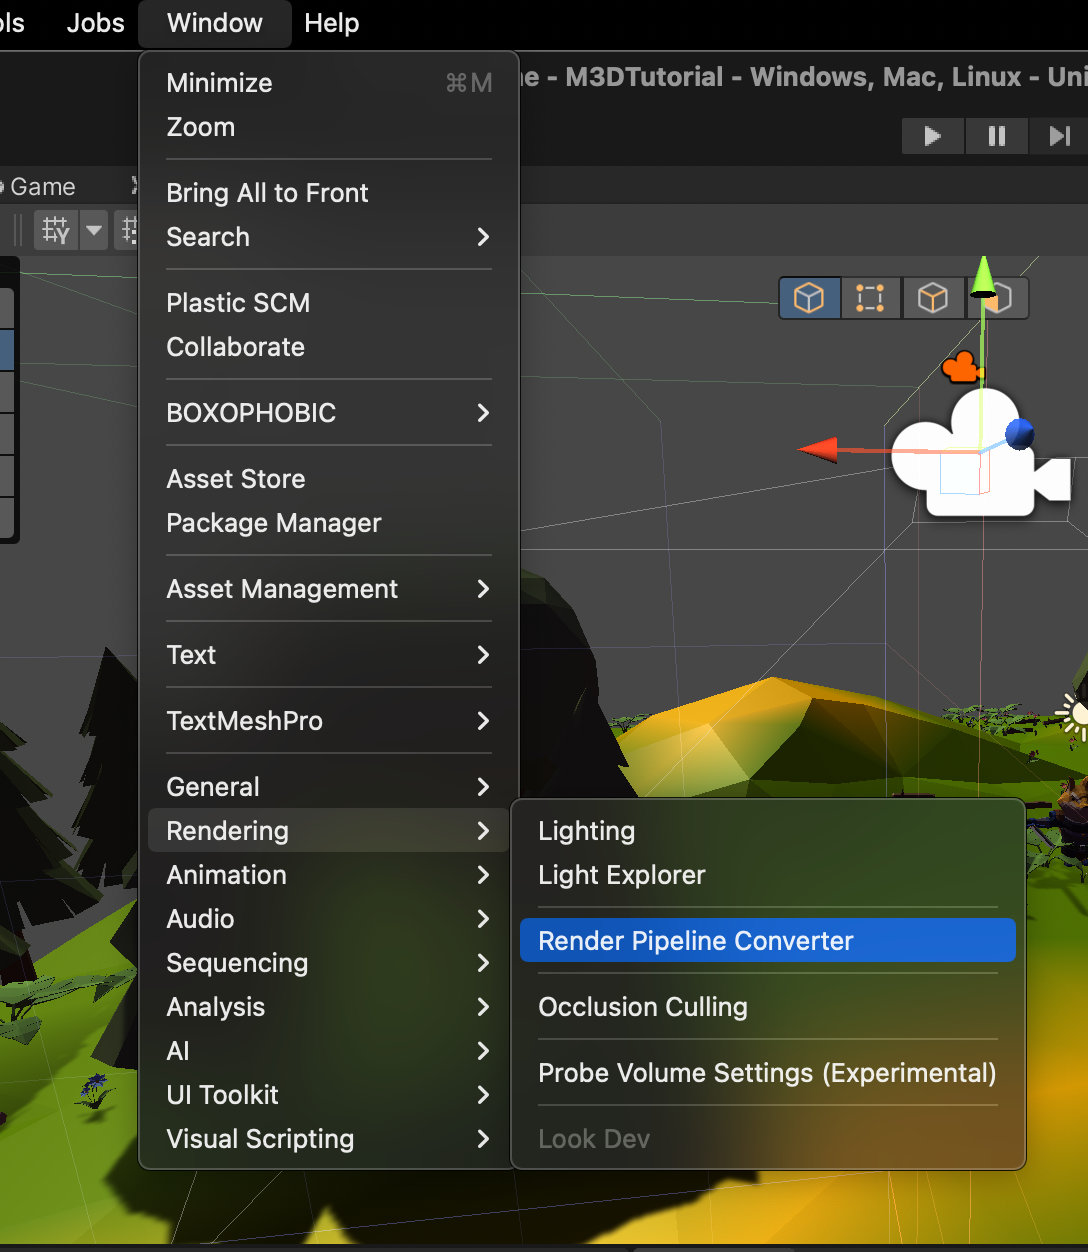 Jobs Window Help
- M3DTutorial - Windows, Mac, Linux -
Game
Minimize ⌘M
Zoom
Bring All to Front
Search
Plastic SCM
Collaborate
BOXOPHOBIC
Asset Store
Package Manager
Asset Management
Text
TextMeshPro
General
Rendering
Animation
Audio
Sequencing
Analysis
AI
UI Toolkit
Visual Scripting
Lighting
Light Explorer
Render Pipeline Converter
Occlusion Culling
Probe Volume Settings (Experimental)
Look Dev